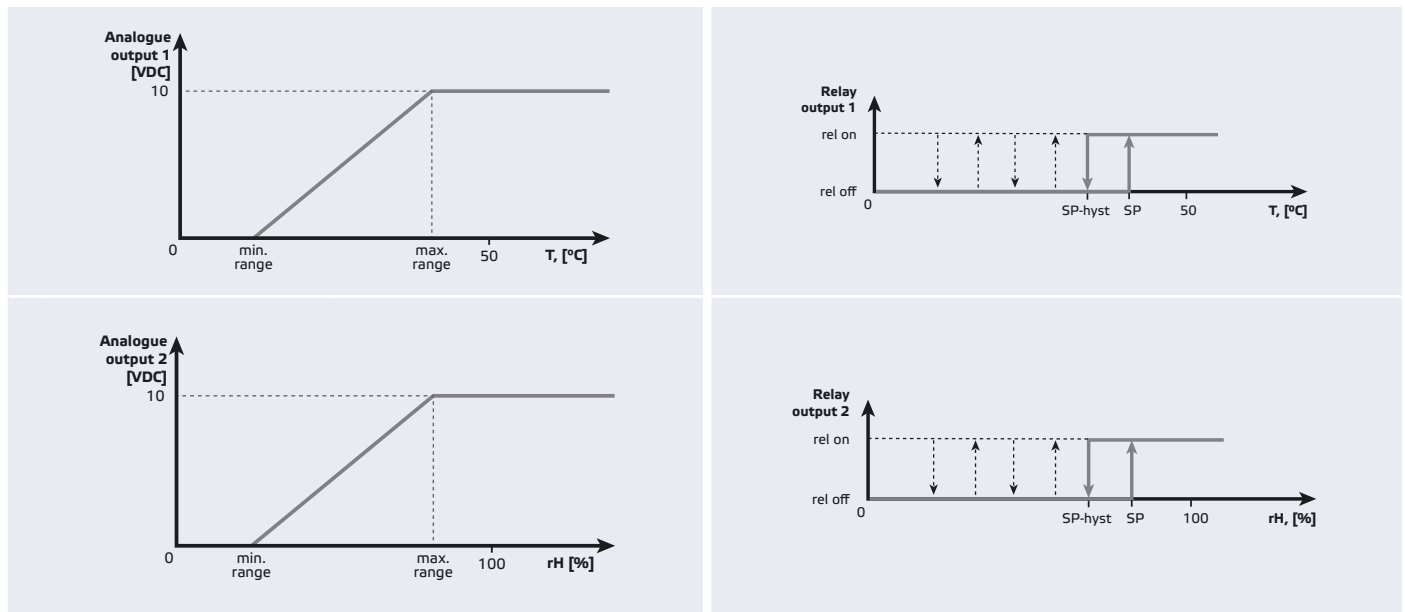 Analogue
output 1
[VDC]
10
0
min.
range
max.
range
50
T, [ºC]
Relay
output 1
rel on
rel off
0
SP-hyst
SP
50
T, [ºC]
Analogue
output 2
[VDC]
10
0
min.
range
max.
range
100
rH [%]
Relay
output 2
rel on
rel off
0
SP-hyst
SP
100
rH, [%]